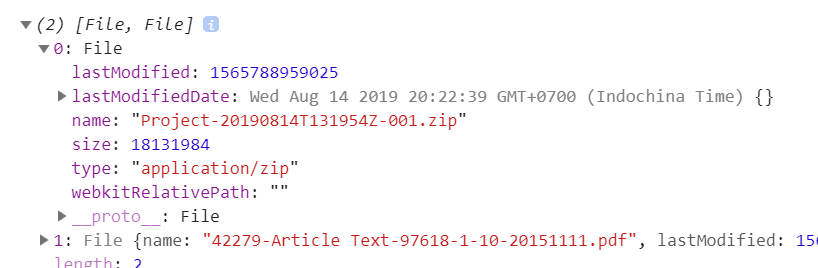 (2) [File, File] i
0: File
lastModified: 1565788959025
lastModifiedDate: Wed Aug 14 2019 20:22:39 GMT+0700 (Indochina Time) {}
name: "Project-20190814T131954Z-001.zip"
size: 18131984
type: "application/zip"
webkitRelativePath: ""
__proto__: File
1: File {name: "42279-Article Text-97618-1-10-20151111.pdf", lastModified: 156
length: 2